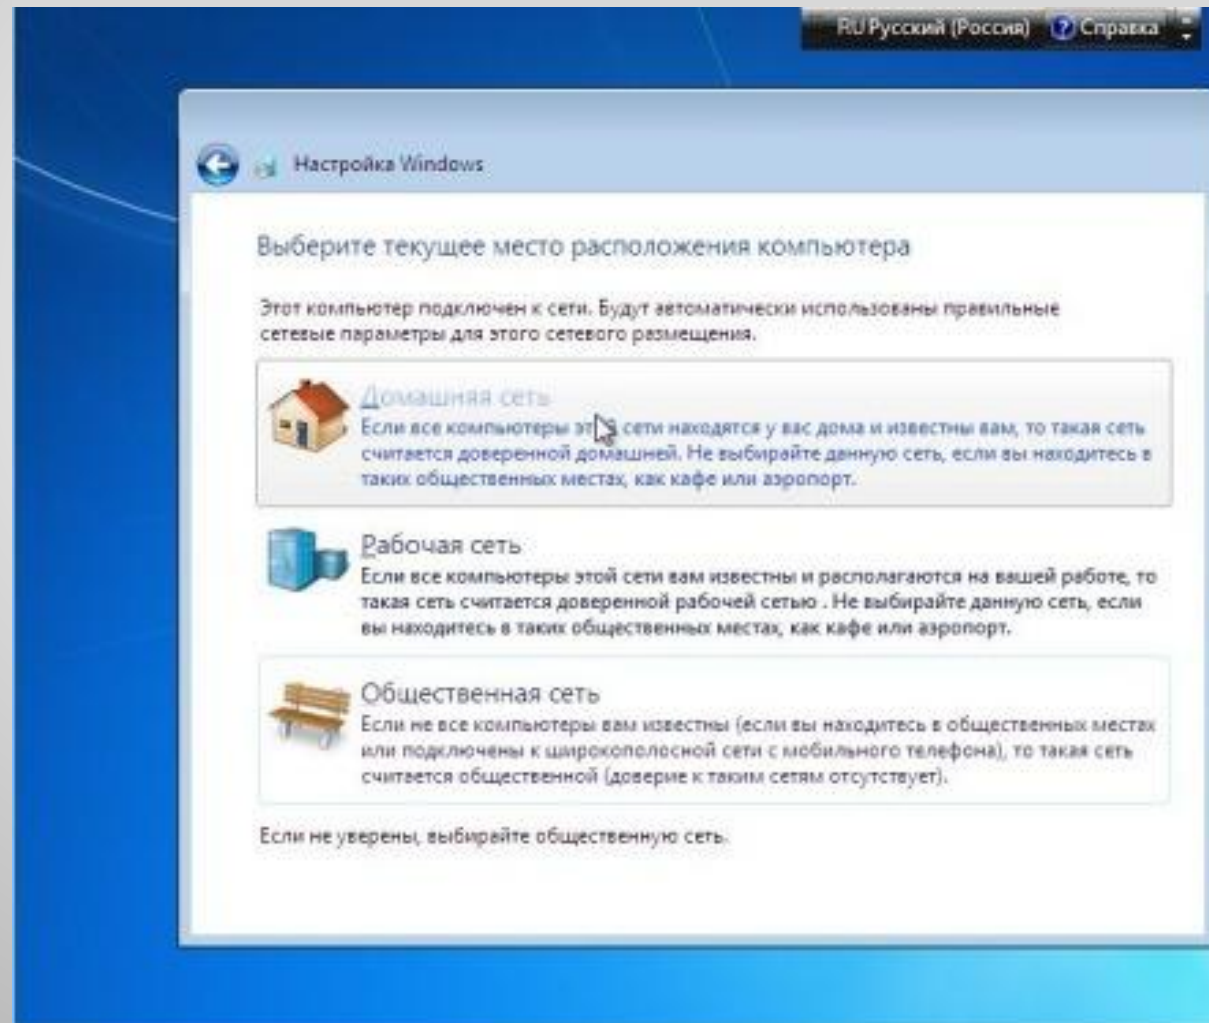 RU Русский (Россия) Справка
Настройка Windows
Выберите текущее место расположения компьютера
Этот компьютер подключен к сети. Будут автоматически использованы правильные
сетевые параметры для этого сетевого размещения.
Домашняя сеть
Если все компьютеры этой сети находятся у вас дома и известны вам, то такая сеть
считается доверенной домашней. Не выбирайте данную сеть, если вы находитесь в
таких общественных местах, как кафе или аэропорт.
Рабочая сеть
Если все компьютеры этой сети вам известны и располагаются на вашей работе, то
такая сеть считается доверенной рабочей сетью . Не выбирайте данную сеть, если
вы находитесь в таких общественных местах, как кафе или аэропорт.
Общественная сеть
Если не все компьютеры вам известны (если вы находитесь в общественных местах
или подключены к широкополосной сети с мобильного телефона), то такая сеть
считается общественной (доверие к таким сетям отсутствует).
Если не уверены, выбирайте общественную сеть.